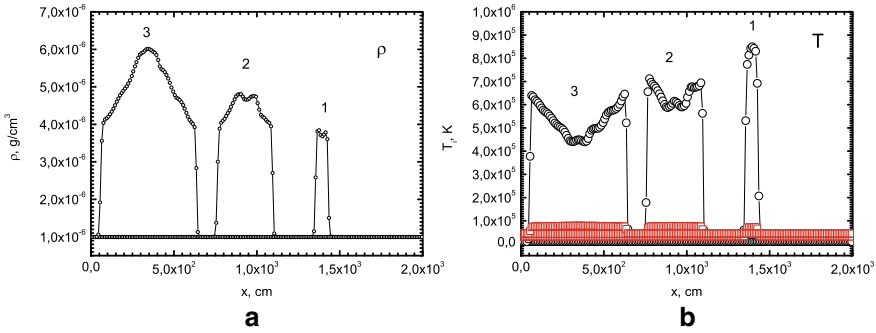 7,0x10⁻⁶
6,0x10⁻⁶
5,0x10⁻⁶
4,0x10⁻⁶
3,0x10⁻⁶
2,0x10⁻⁶
1,0x10⁻⁶
ρ, g/cm³
3
2
1
ρ
0,0
5,0x10²
1,0x10³
1,5x10³
2,0x10³
x, cm
a
1,0x10⁶
9,0x10⁵
8,0x10⁵
7,0x10⁵
6,0x10⁵
5,0x10⁵
4,0x10⁵
3,0x10⁵
2,0x10⁵
1,0x10⁵
0,0
Tᵢ, K
3
2
1
T
0,0
5,0x10²
1,0x10³
1,5x10³
2,0x10³
x, cm
b